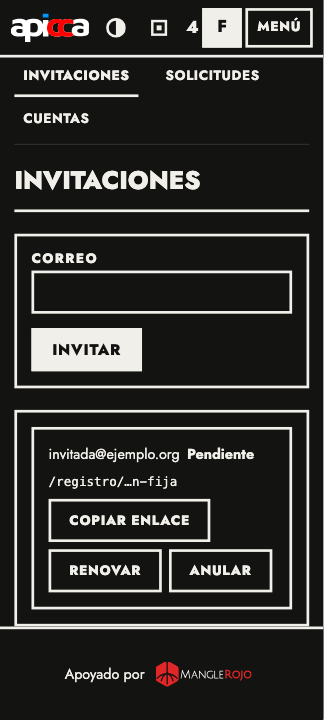 apicca 4 F MENÚ
INVITACIONES SOLICITUDES
CUENTAS
INVITACIONES
CORREO
INVITAR
invitada@ejemplo.org Pendiente
/registro/…n-fija
COPIAR ENLACE
RENOVAR ANULAR
Apoyado por MANGLEROJO